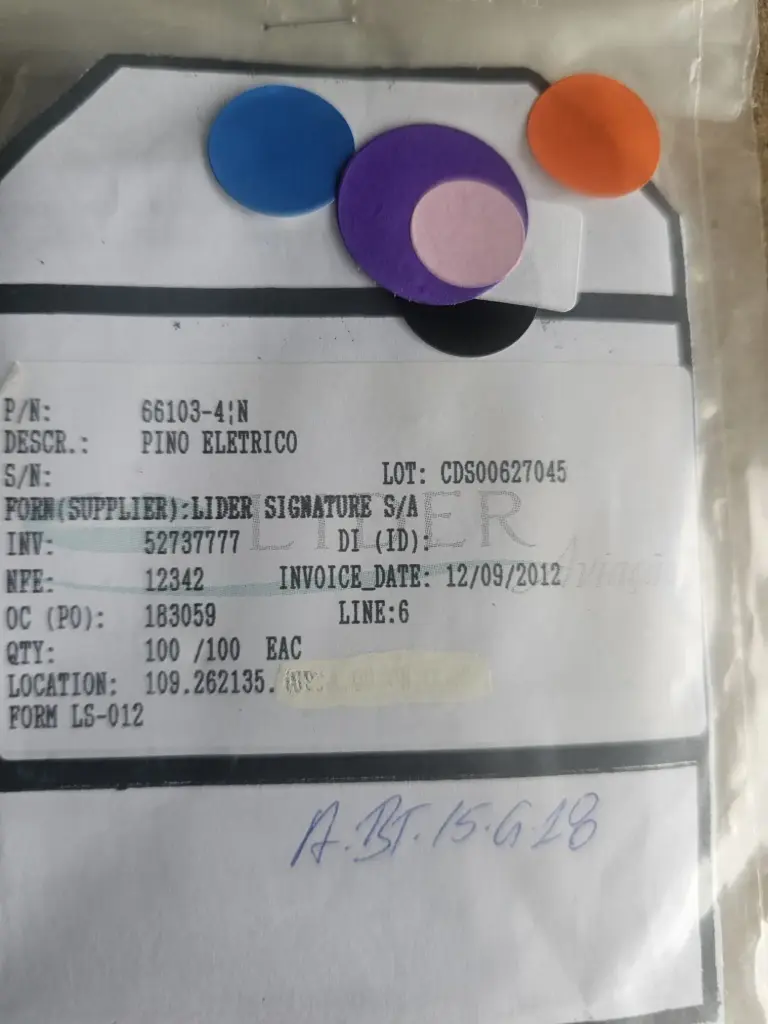 P/N: 66103-4¦N
DESCR.: PINO ELETRICO
S/N: LOT: CDS00627045
FORN(SUPPLIER):LIDER SIGNATURE S/A
LIDER
INV: 52737777 DI (ID):
Aviação
NFE: 12342 INVOICE_DATE: 12/09/2012
OC (PO): 183059 LINE:6
QTY: 100 /100 EAC
LOCATION: 109.262135.
FORM LS-012
A.BT.15.G.28